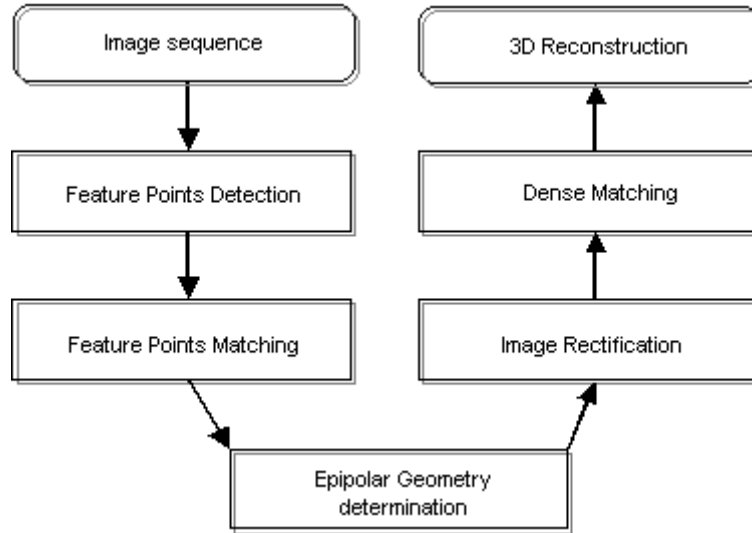 Image sequence
Feature Points Detection
Feature Points Matching
Epipolar Geometry
determination
Image Rectification
Dense Matching
3D Reconstruction